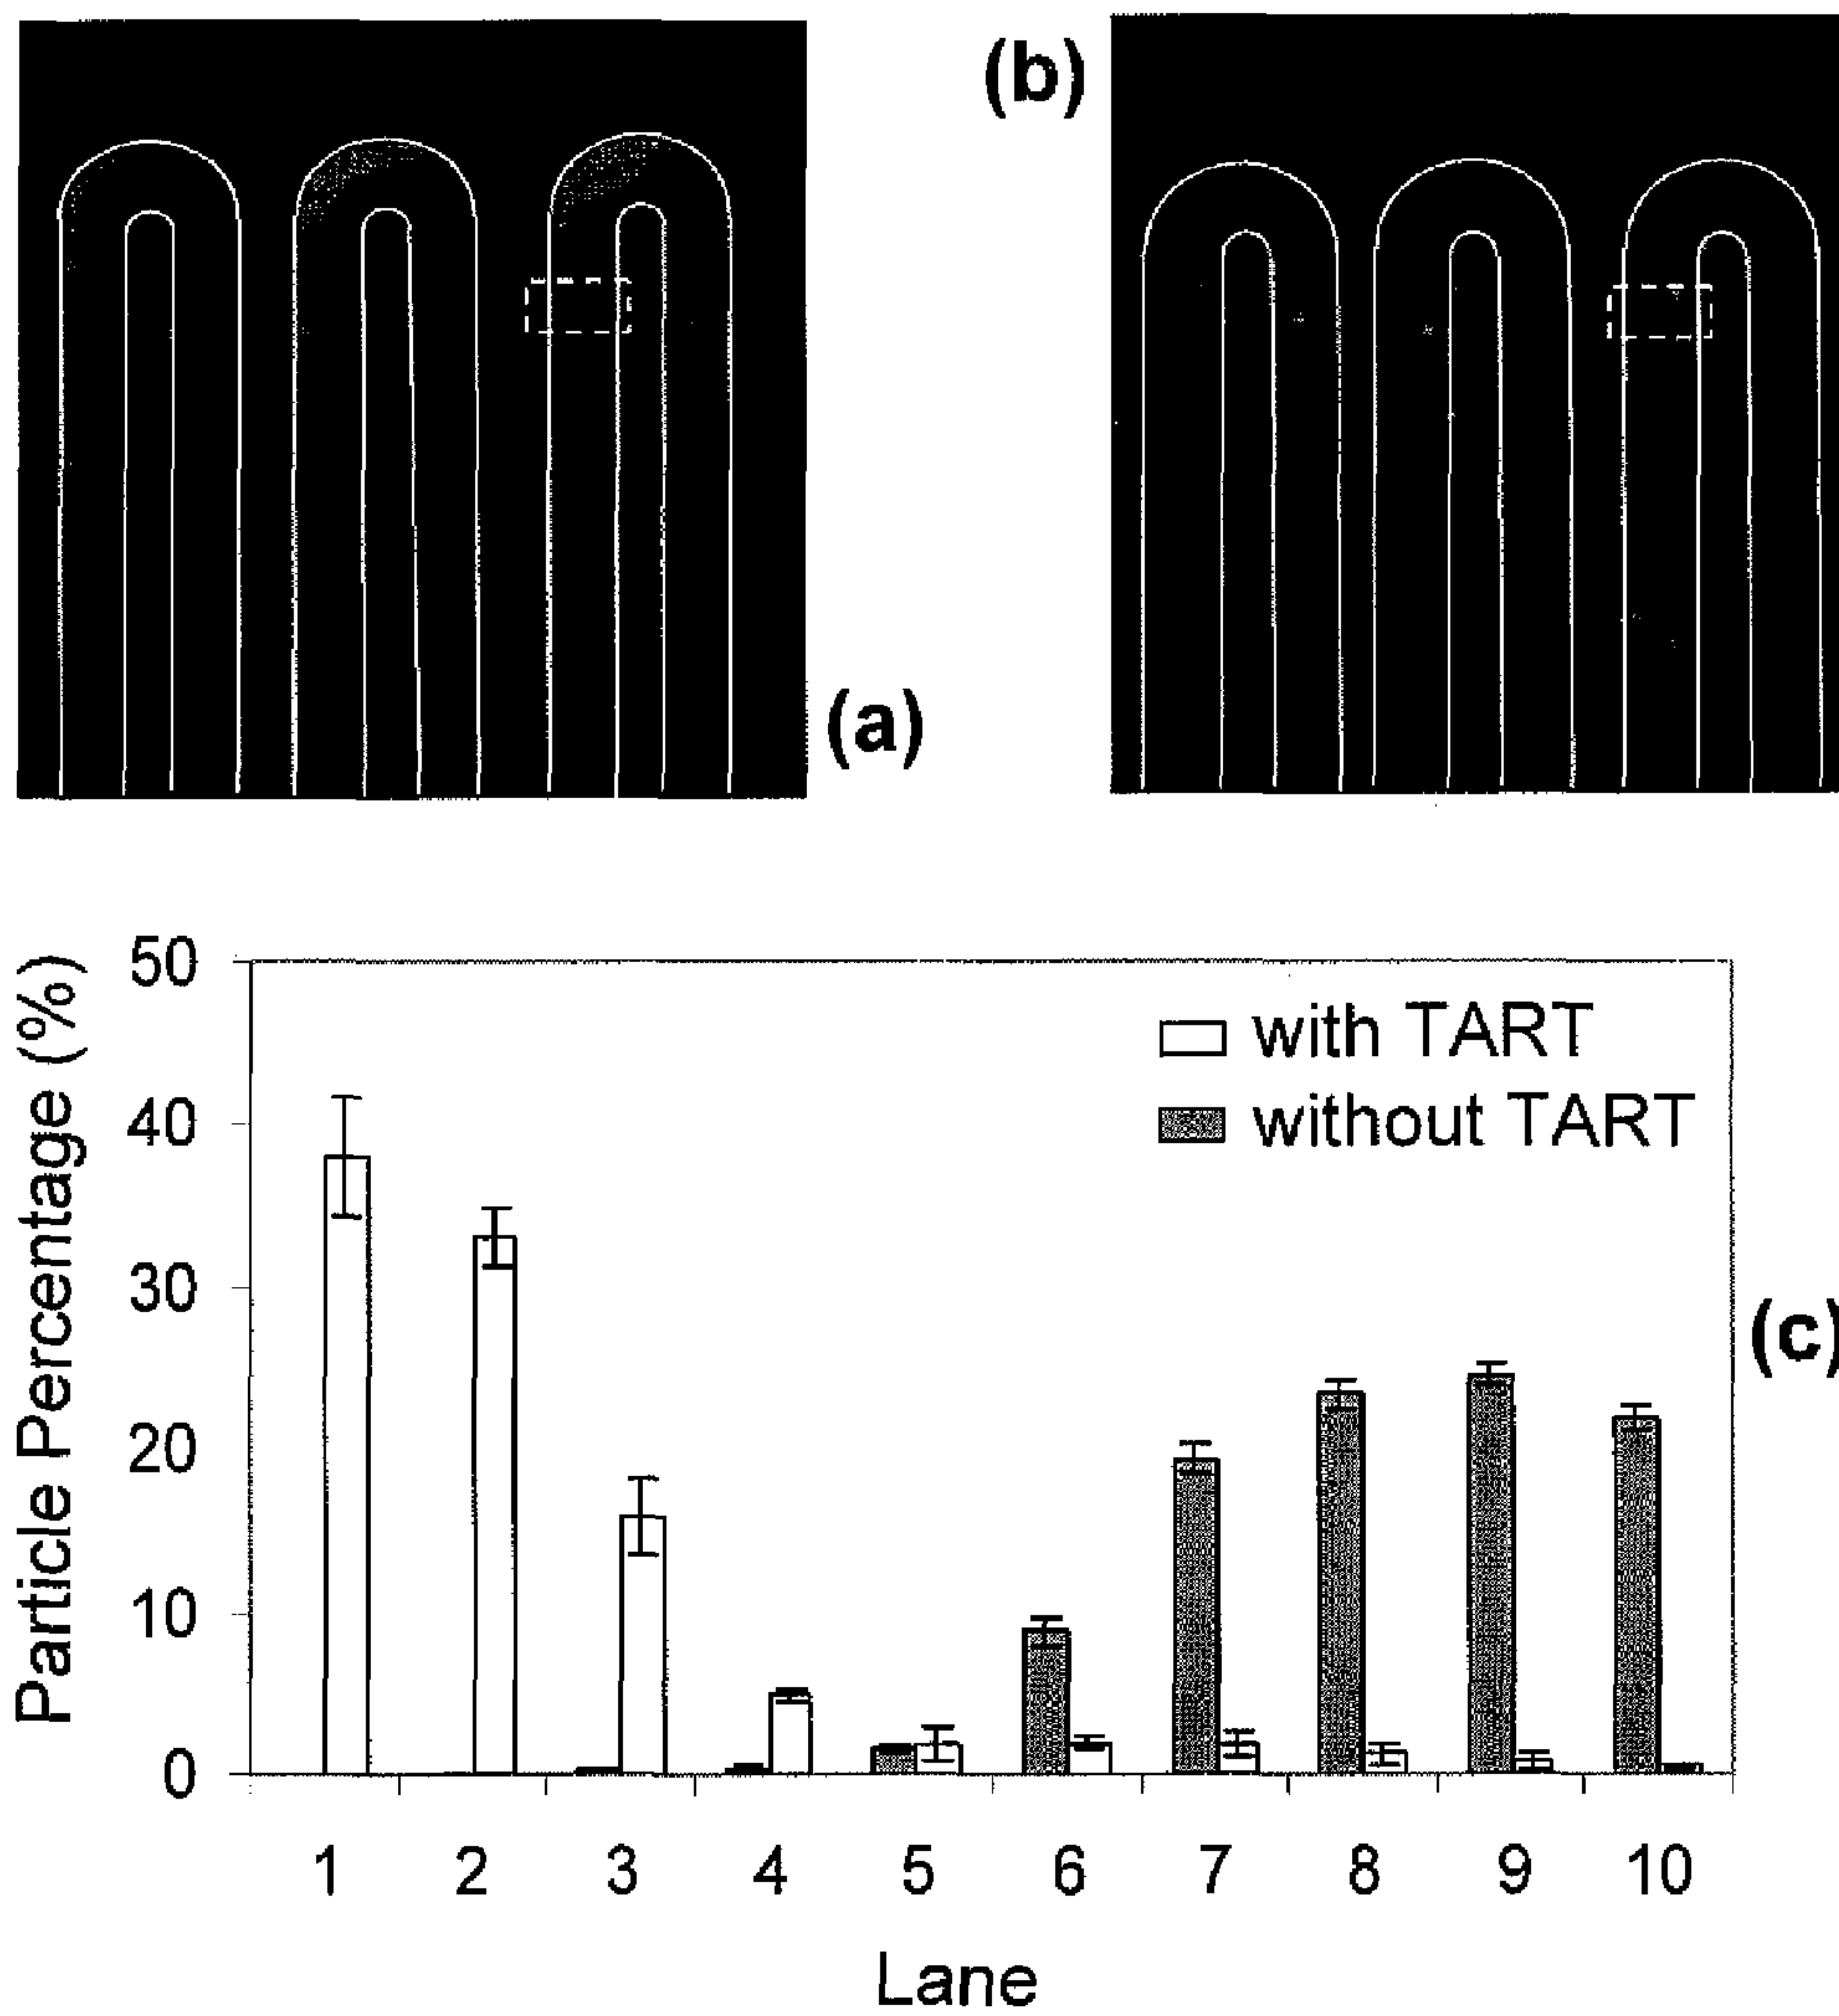 (b)
(a)
Particle Percentage (%)
50
40
30
20
10
0
with TART
without TART
(c)
1 2 3 4 5 6 7 8 9 10
Lane